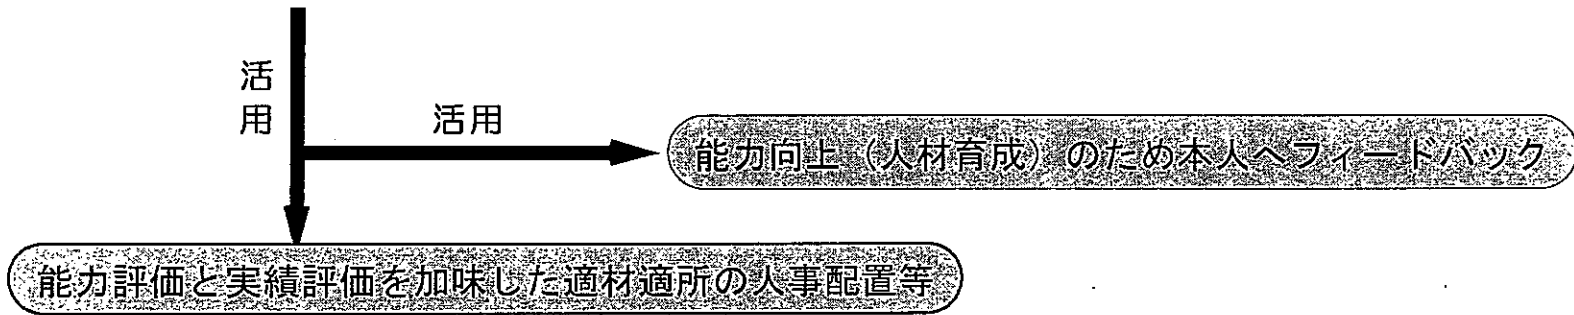 活用
活用
能力向上（人材育成）のため本人へフィードバック
能力評価と実績評価を加味した適材適所の人事配置等